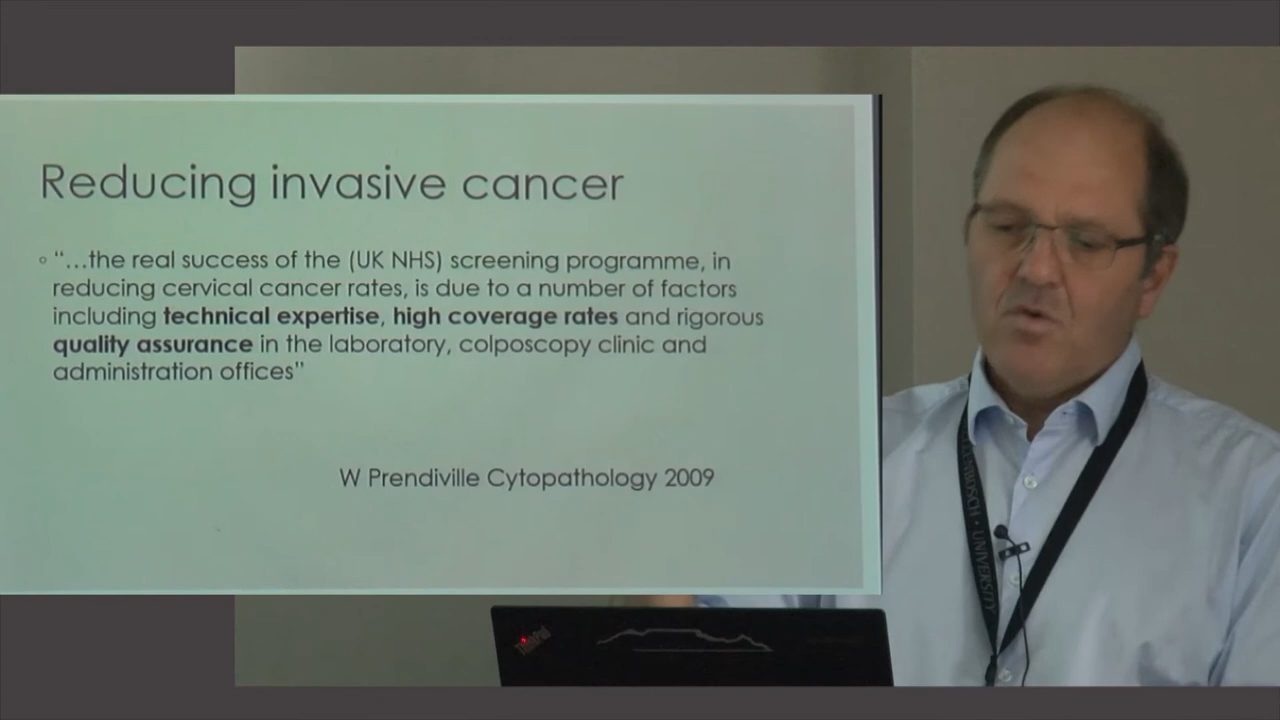 Reducing invasive cancer
◦ “...the real success of the (UK NHS) screening programme, in
reducing cervical cancer rates, is due to a number of factors
including technical expertise, high coverage rates and rigorous
quality assurance in the laboratory, colposcopy clinic and
administration offices”
W Prendiville Cytopathology 2009
UNIVERSITY
ThinkPad